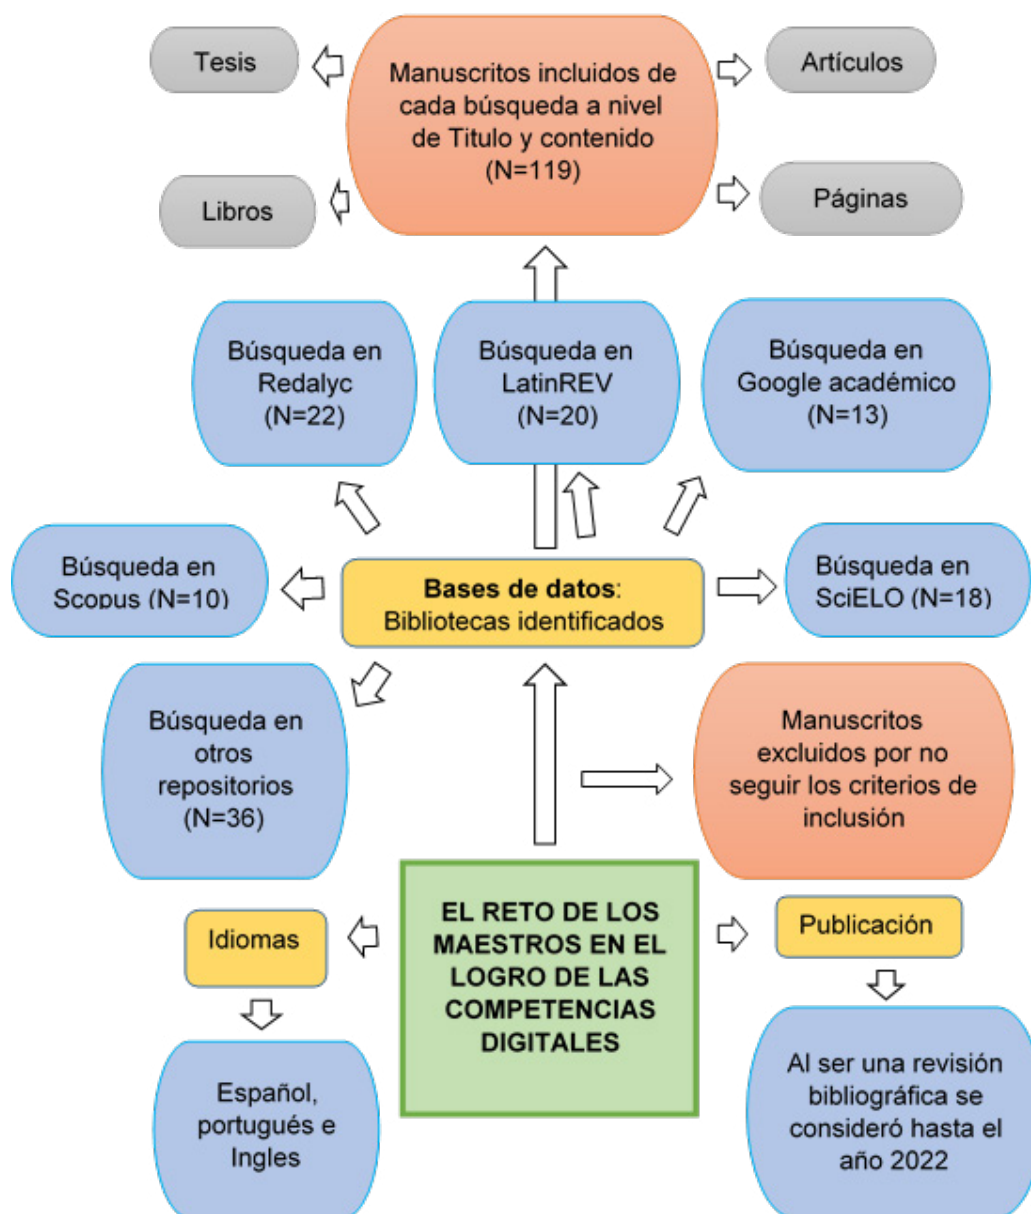 Tesis
Manuscritos incluidos de
cada búsqueda a nivel
de Titulo y contenido
(N=119)
Artículos
Libros
Páginas
Búsqueda en
Redalyc
(N=22)
Búsqueda en
LatinREV
(N=20)
Búsqueda en
Google académico
(N=13)
Búsqueda en
Scopus (N=10)
Bases de datos:
Bibliotecas identificados
Búsqueda en
SciELO (N=18)
Búsqueda en
otros
repositorios
(N=36)
Manuscritos
excluidos por no
seguir los criterios de
inclusión
Idiomas
EL RETO DE LOS
MAESTROS EN EL
LOGRO DE LAS
COMPETENCIAS
DIGITALES
Publicación
Español,
portugués e
Ingles
Al ser una revisión
bibliográfica se
consideró hasta el
año 2022